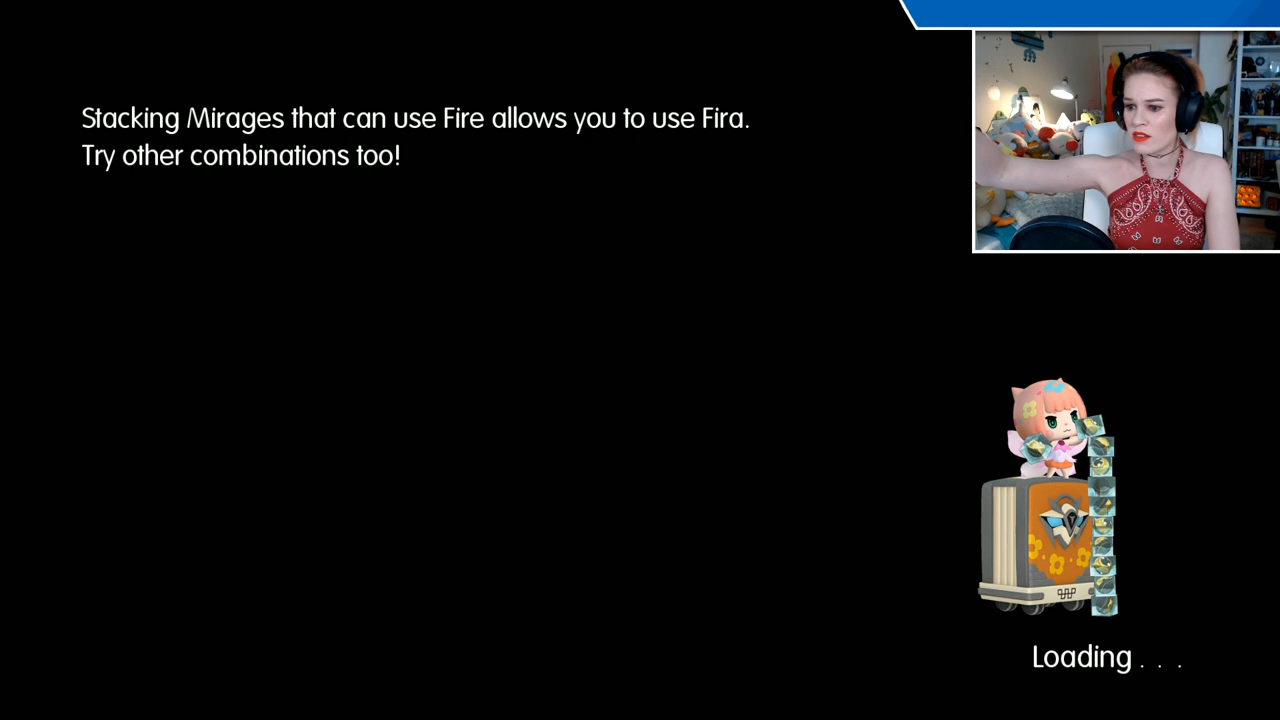 Stacking Mirages that can use Fire allows you to use Fira.
Try other combinations too!
Loading . . .